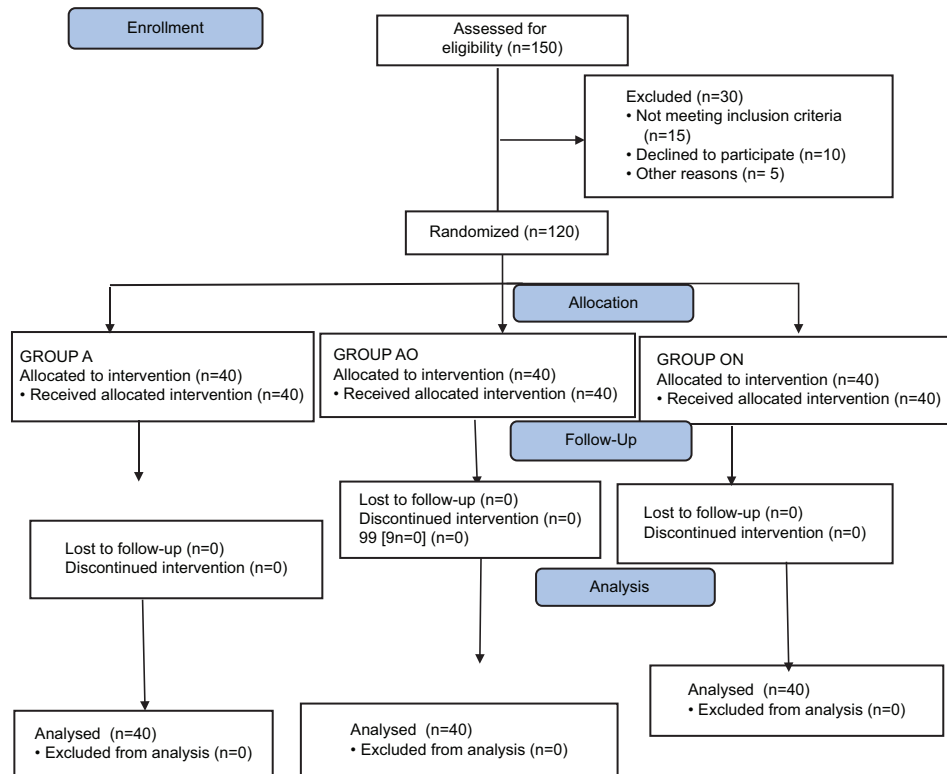 Enrollment
Assessed for
eligibility (n=150)
Excluded (n=30)
• Not meeting inclusion criteria
(n=15)
• Declined to participate (n=10)
• Other reasons (n= 5)
Randomized (n=120)
Allocation
GROUP A
Allocated to intervention (n=40)
• Received allocated intervention (n=40)
GROUP AO
Allocated to intervention (n=40)
• Received allocated intervention (n=40)
GROUP ON
Allocated to intervention (n=40)
• Received allocated intervention (n=40)
Follow-Up
Lost to follow-up (n=0)
Discontinued intervention (n=0)
Lost to follow-up (n=0)
Discontinued intervention (n=0)
99 [9n=0] (n=0)
Lost to follow-up (n=0)
Discontinued intervention (n=0)
Analysis
Analysed (n=40)
• Excluded from analysis (n=0)
Analysed (n=40)
• Excluded from analysis (n=0)
Analysed (n=40)
• Excluded from analysis (n=0)